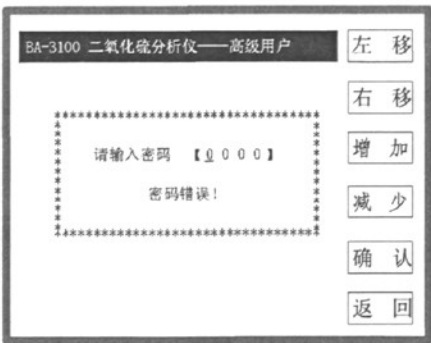 BA-3100 二氧化硫分析仪——高级用户
请输入密码 【0000】
密码错误!
左 移
右 移
增 加
减 少
确 认
返 回